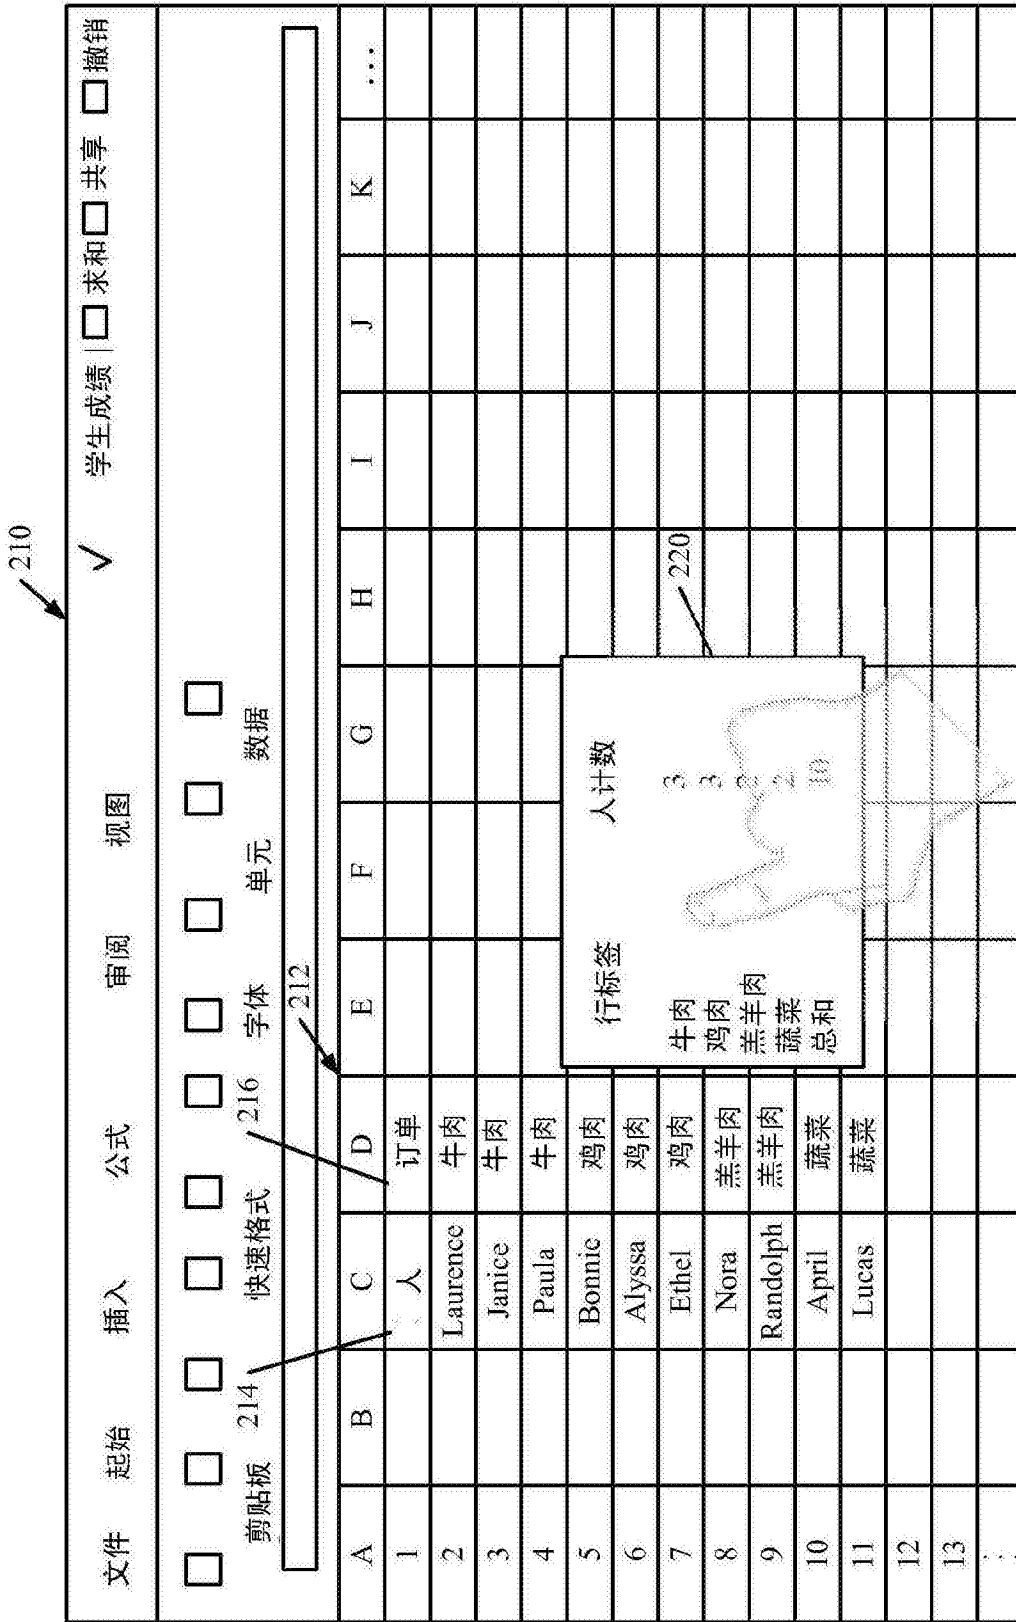 210
✓ 学生成绩 | 求和 共享 撤销
文件 起始 插入 公式 审阅 视图
剪贴板 快速格式 字体 单元 数据
214
216
212
A B C D E F G H I J K ...
1 人 订单
2 Laurence 牛肉
3 Janice 牛肉
4 Paula 牛肉
5 Bonnie 鸡肉
6 Alyssa 鸡肉
7 Ethel 鸡肉
8 Nora 羔羊肉
9 Randolph 羔羊肉
10 April 蔬菜
11 Lucas 蔬菜
12
13
220
行标签 人计数
牛肉 3
鸡肉 3
羔羊肉 2
蔬菜 2
总和 10